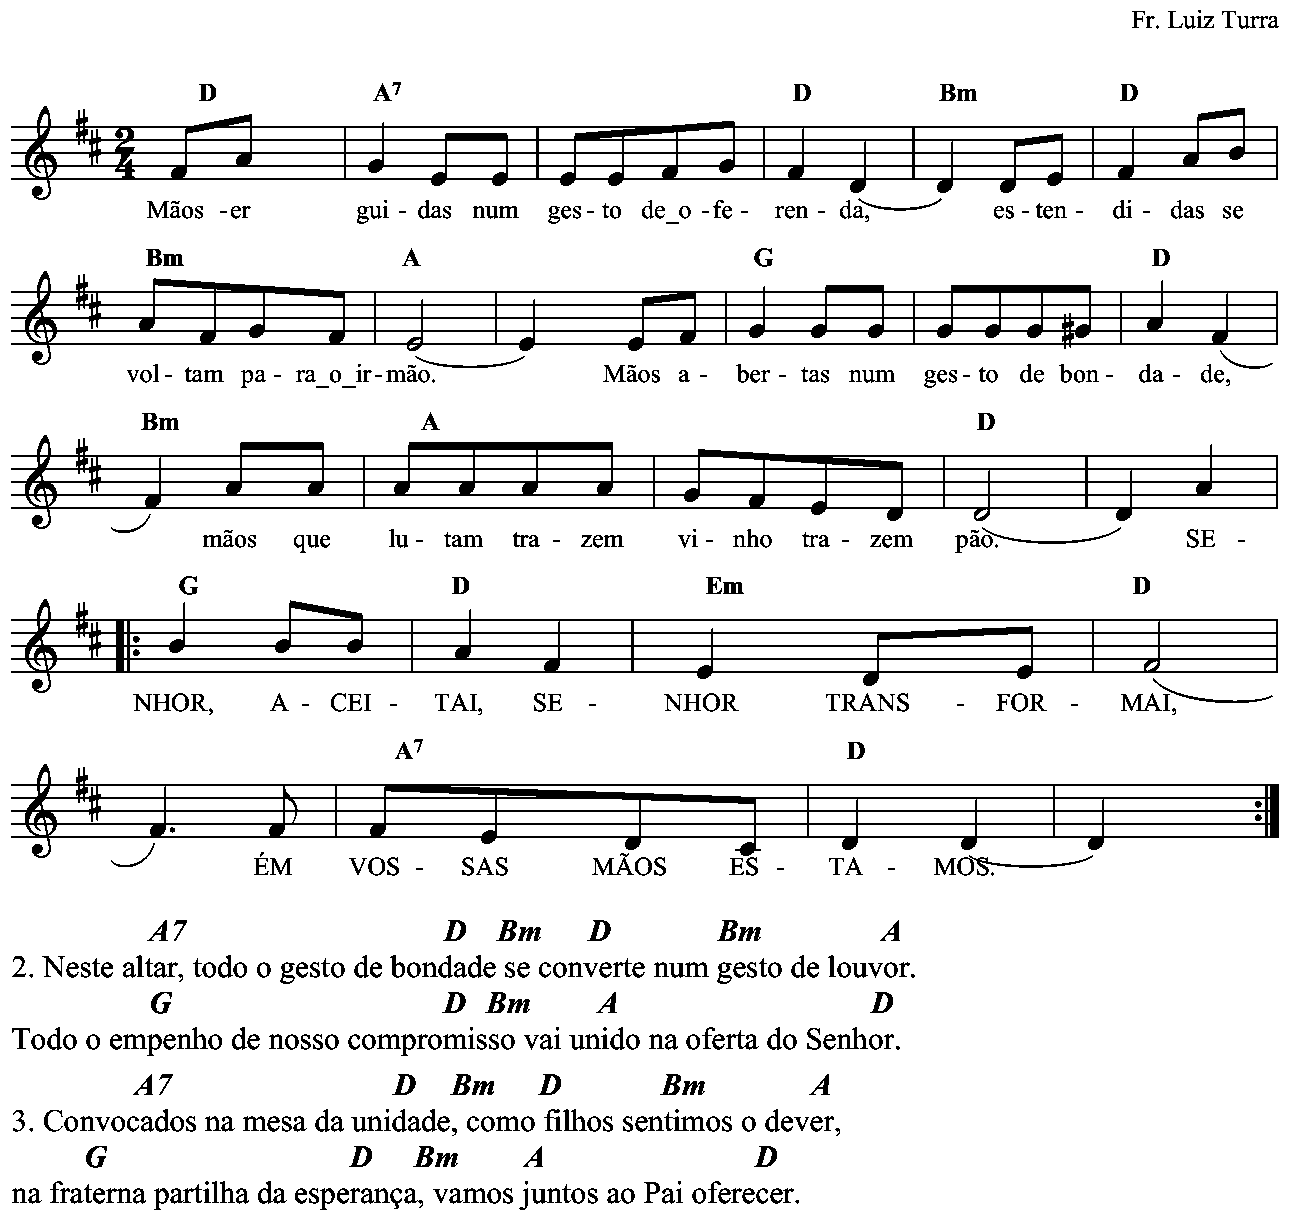 Fr. Luiz Turra
D A7 D Bm D
2 4
Mãos - er gui - das num ges - to de_o - fe - ren - da, es - ten - di - das se
Bm A G D
vol - tam pa - ra_o_ir - mão. Mãos a - ber - tas num ges - to de bon - da - de,
Bm A D
mãos que lu - tam tra - zem vi - nho tra - zem pão. SE -
G D Em D
NHOR, A - CEI - TAI, SE - NHOR TRANS - FOR - MAI,
A7 D
ÉM VOS - SAS MÃOS ES - TA - MOS.
A7 D Bm D Bm A
2. Neste altar, todo o gesto de bondade se converte num gesto de louvor.
G D Bm A D
Todo o empenho de nosso compromisso vai unido na oferta do Senhor.
A7 D Bm D Bm A
3. Convocados na mesa da unidade, como filhos sentimos o dever,
G D Bm A D
na fraterna partilha da esperança, vamos juntos ao Pai oferecer.